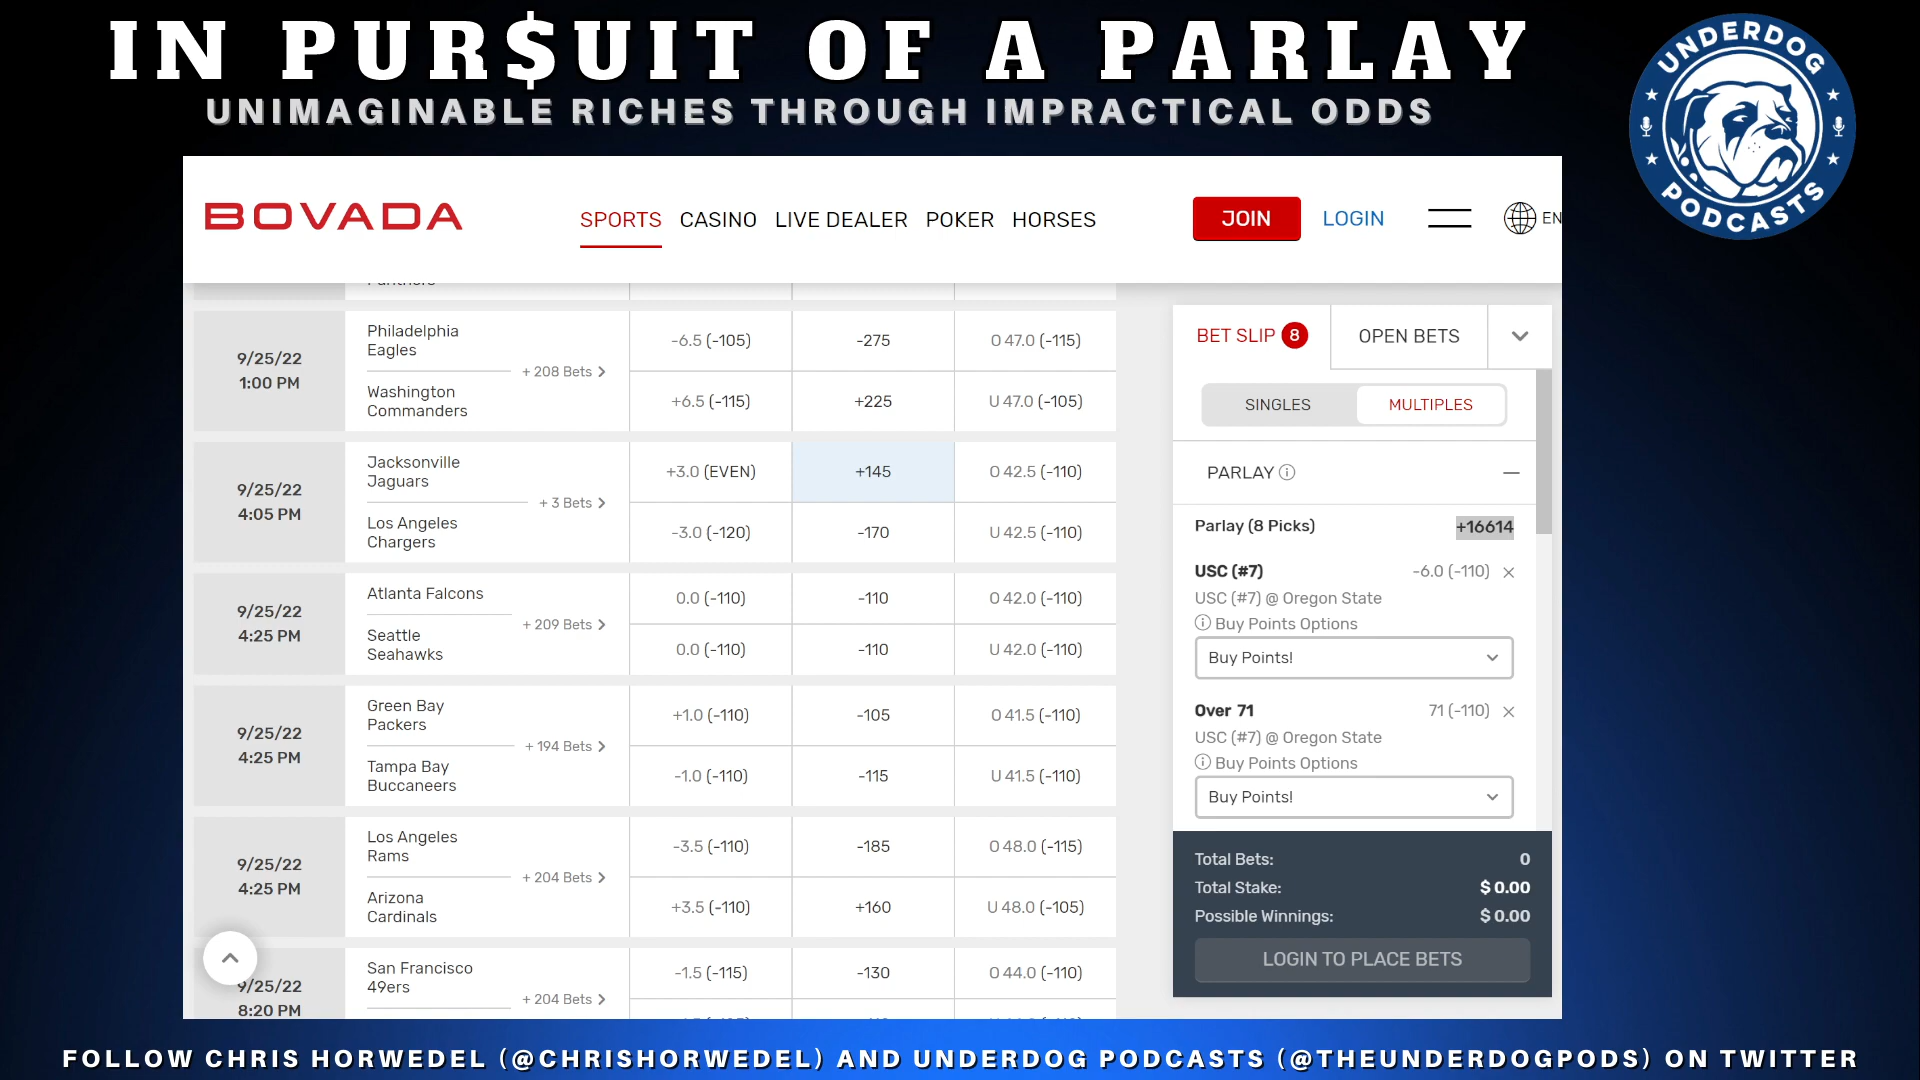 IN PUR$UIT OF A PARLAY
UNIMAGINABLE RICHES THROUGH IMPRACTICAL ODDS
UNDERDOG
PODCASTS
BOVADA
SPORTS CASINO LIVE DEALER POKER HORSES
JOIN LOGIN
EN
9/25/22
1:00 PM
Philadelphia
Eagles
Washington
Commanders
+ 208 Bets
-6.5 (-105) -275 O 47.0 (-115)
+6.5 (-115) +225 U 47.0 (-105)
9/25/22
4:05 PM
Jacksonville
Jaguars
Los Angeles
Chargers
+ 3 Bets
+3.0 (EVEN) +145 O 42.5 (-110)
-3.0 (-120) -170 U 42.5 (-110)
9/25/22
4:25 PM
Atlanta Falcons
Seattle
Seahawks
+ 209 Bets
0.0 (-110) -110 O 42.0 (-110)
0.0 (-110) -110 U 42.0 (-110)
9/25/22
4:25 PM
Green Bay
Packers
Tampa Bay
Buccaneers
+ 194 Bets
+1.0 (-110) -105 O 41.5 (-110)
-1.0 (-110) -115 U 41.5 (-110)
9/25/22
4:25 PM
Los Angeles
Rams
Arizona
Cardinals
+ 204 Bets
-3.5 (-110) -185 O 48.0 (-115)
+3.5 (-110) +160 U 48.0 (-105)
9/25/22
8:20 PM
San Francisco
49ers
+ 204 Bets
-1.5 (-115) -130 O 44.0 (-110)
BET SLIP 8 OPEN BETS
SINGLES MULTIPLES
PARLAY
Parlay (8 Picks) +16614
USC (#7) -6.0 (-110)
USC (#7) @ Oregon State
Buy Points Options
Buy Points!
Over 71 71 (-110)
USC (#7) @ Oregon State
Buy Points Options
Buy Points!
Total Bets: 0
Total Stake: $ 0.00
Possible Winnings: $ 0.00
LOGIN TO PLACE BETS
FOLLOW CHRIS HORWEDEL (@CHRISHORWEDEL) AND UNDERDOG PODCASTS (@THEUNDERDOGPODS) ON TWITTER